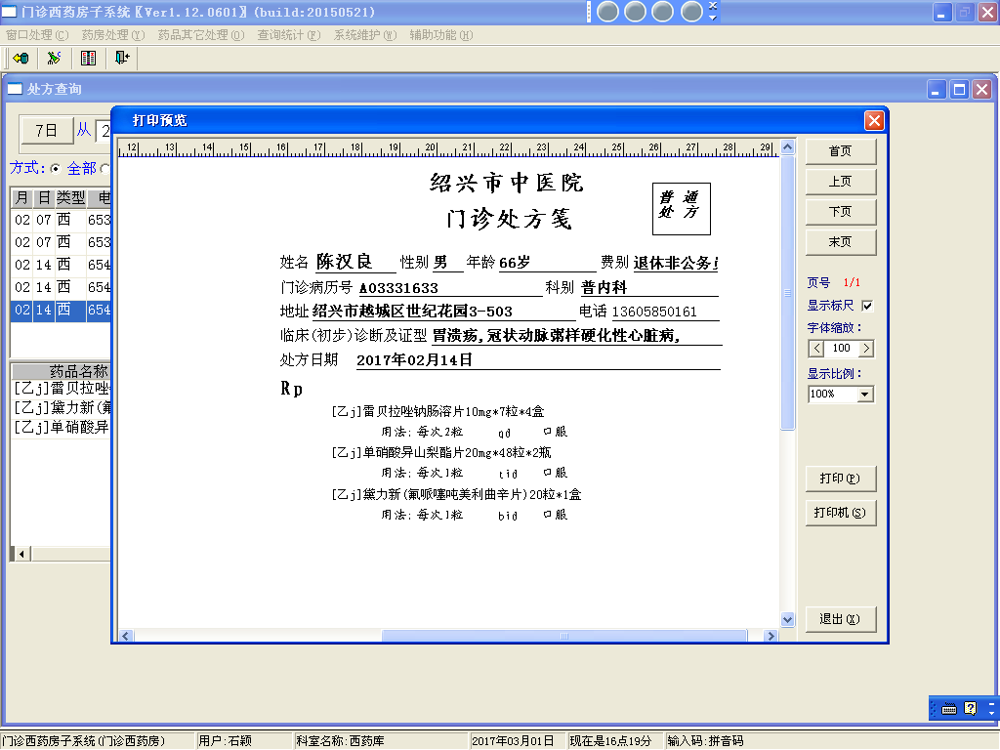 门诊西药房子系统〖Ver1.12.0601〗(build:20150521)
窗口处理(C) 药房处理(Y) 药品其它处理(O) 查询统计(F) 系统维护(W) 辅助功能(H)
处方查询
7日 从 2
方式: 全部
月 日 类型 电
02 07 西 653
02 07 西 653
02 14 西 654
02 14 西 654
02 14 西 654
药品名称
[乙j]雷贝拉唑
[乙j]黛力新(氟
[乙j]单硝酸异
打印预览
12 13 14 15 16 17 18 19 20 21 22 23 24 25 26 27 28 29
绍兴市中医院
门诊处方笺
普通
处方
姓名 陈汉良 性别 男 年龄 66岁 费别 退休非公务员
门诊病历号 A03331633 科别 普内科
地址 绍兴市越城区世纪花园3-503 电话 13605850161
临床(初步)诊断及证型 胃溃疡,冠状动脉粥样硬化性心脏病,
处方日期 2017年02月14日
Rp
[乙j]雷贝拉唑钠肠溶片10mg*7粒*4盒
用法: 每次2粒 qd 口服
[乙j]单硝酸异山梨酯片20mg*48粒*2瓶
用法: 每次1粒 tid 口服
[乙j]黛力新(氟哌噻吨美利曲辛片)20粒*1盒
用法: 每次1粒 bid 口服
首页
上页
下页
末页
页号 1/1
显示标尺
字体缩放:
100
显示比例:
100%
打印(P)
打印机(S)
退出(X)
门诊西药房子系统(门诊西药房) 用户:石颖 科室名称:西药库 2017年03月01日 现在是16点19分 输入码:拼音码